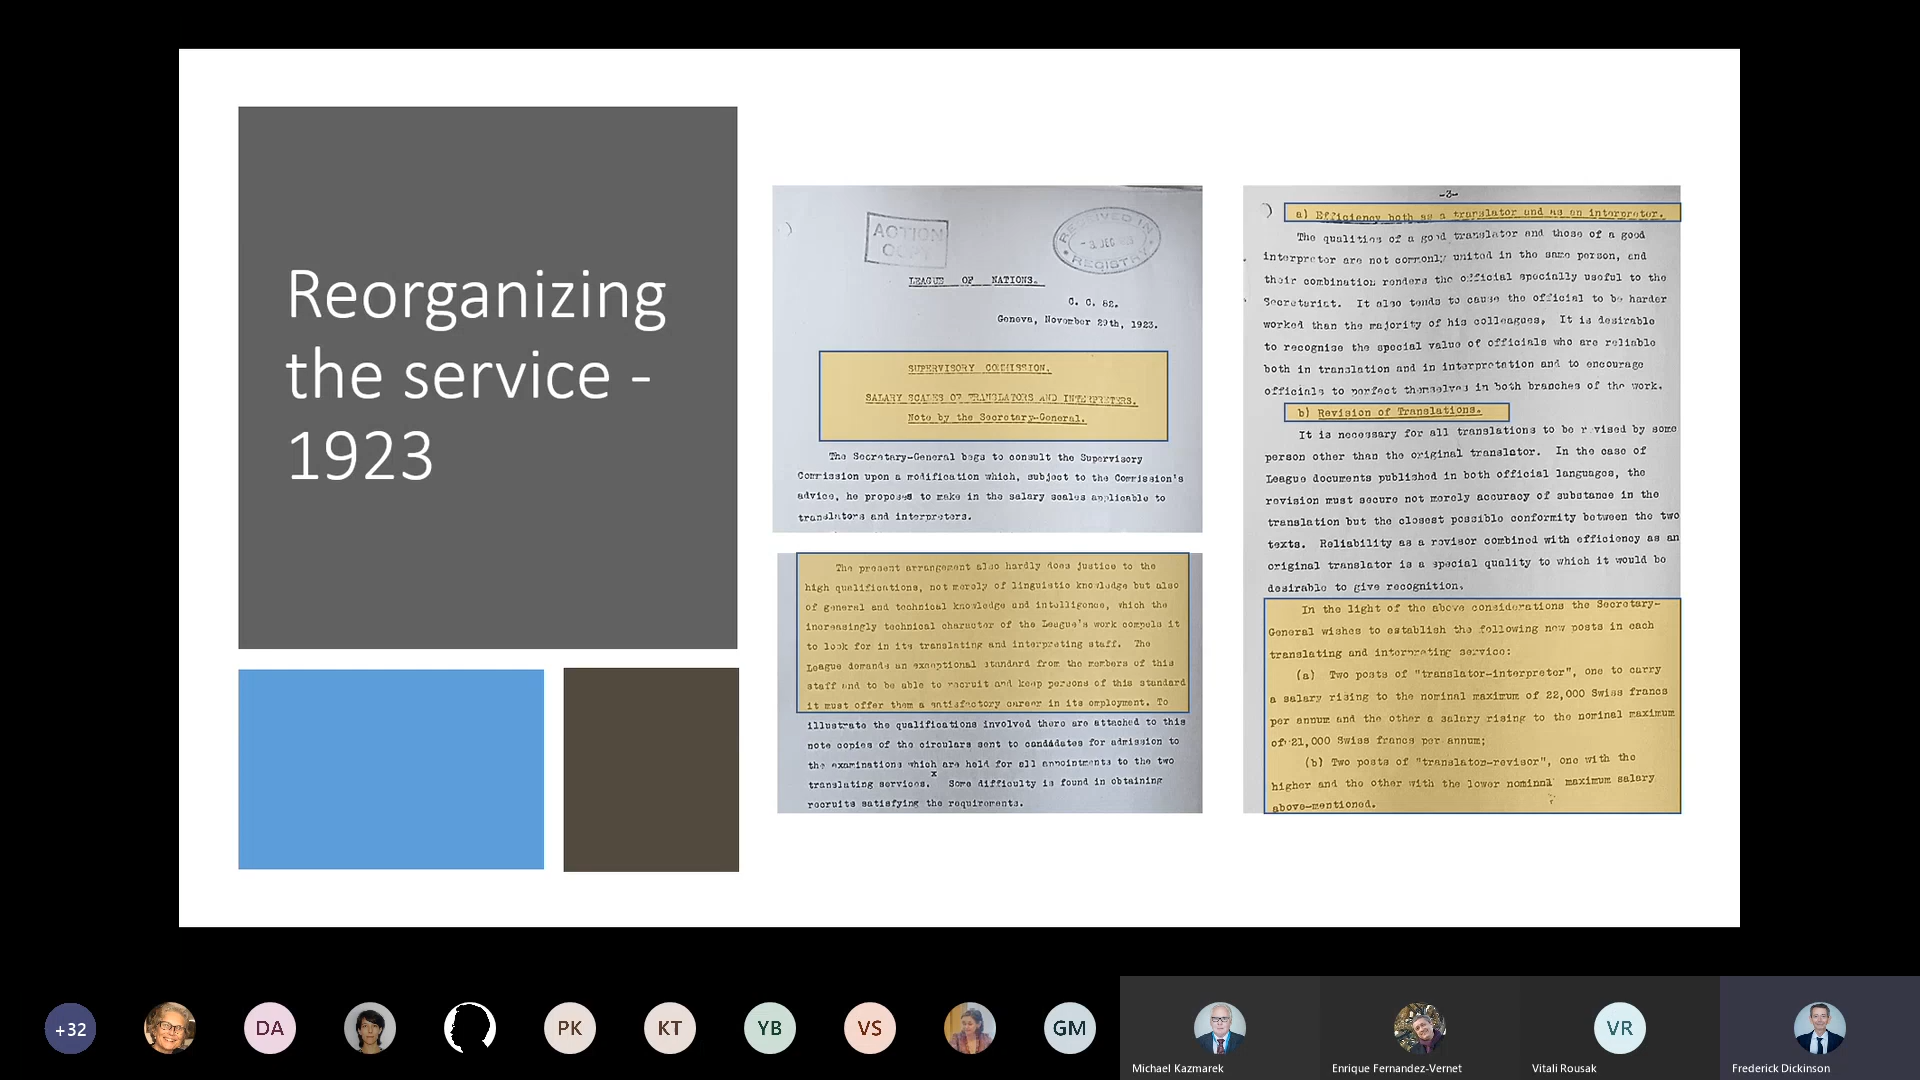 Reorganizing
the service -
1923
ACTION
COPY
RECEIVED IN
REGISTRY
LEAGUE OF NATIONS.
C. C. 82.
Geneva, November 29th, 1923.
SUPERVISORY COMMISSION.
SALARY SCALES OF TRANSLATORS AND INTERPRETERS.
Note by the Secretary-General.
The Secretary-General begs to consult the Supervisory
Commission upon a modification which, subject to the Commission's
advice, he proposes to make in the salary scales applicable to
translators and interpreters.
The present arrangement also hardly does justice to the
high qualifications, not merely of linguistic knowledge but also
of general and technical knowledge and intelligence, which the
increasingly technical character of the League's work compels it
to look for in its translating and interpreting staff. The
League demands an exceptional standard from the members of this
staff and to be able to recruit and keep persons of this standard
it must offer them a satisfactory career in its employment. To
illustrate the qualifications involved there are attached to this
note copies of the circulars sent to candidates for admission to
the examinations which are held for all appointments to the two
x
translating services. Some difficulty is found in obtaining
recruits satisfying the requirements.
-3-
a) Efficiency both as a translator and as an interpreter.
The qualities of a good translator and those of a good
interpreter are not commonly united in the same person, and
their combination renders the official specially useful to the
Secretariat. It also tends to cause the official to be harder
worked than the majority of his colleagues. It is desirable
to recognise the special value of officials who are reliable
both in translation and in interpretation and to encourage
officials to perfect themselves in both branches of the work.
b) Revision of Translations.
It is necessary for all translations to be revised by some
person other than the original translator. In the case of
League documents published in both official languages, the
revision must secure not merely accuracy of substance in the
translation but the closest possible conformity between the two
texts. Reliability as a revisor combined with efficiency as an
original translator is a special quality to which it would be
desirable to give recognition.
In the light of the above considerations the Secretary-
General wishes to establish the following new posts in each
translating and interpreting service:
(a) Two posts of "translator-interpreter", one to carry
a salary rising to the nominal maximum of 22,000 Swiss francs
per annum and the other a salary rising to the nominal maximum
of 21,000 Swiss francs per annum;
(b) Two posts of "translator-revisor", one with the
higher and the other with the lower nominal maximum salary
above-mentioned.
+32
DA
PK
KT
YB
VS
GM
VR
Michael Kazmarek
Enrique Fernandez-Vernet
Vitali Rousak
Frederick Dickinson